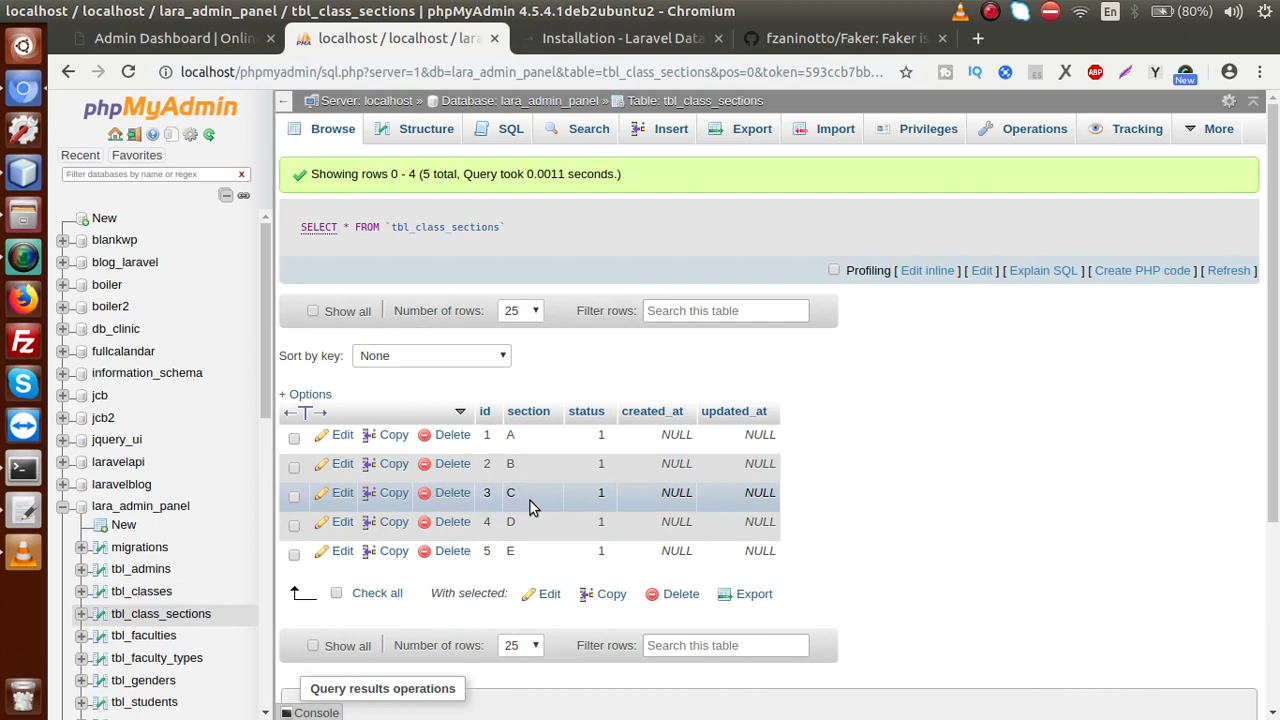 localhost / localhost / lara_admin_panel / tbl_class_sections | phpMyAdmin 4.5.4.1deb2ubuntu2 - Chromium
En
(80%)
Admin Dashboard | Onlin
localhost / localhost / lara
Installation - Laravel Data
fzaninotto/Faker: Faker is
localhost/phpmyadmin/sql.php?server=1&db=lara_admin_panel&table=tbl_class_sections&pos=0&token=593cb7bb...
New
phpMyAdmin
Recent
Favorites
Filter databases by name or regex
X
New
blankwp
blog_laravel
boiler
boiler2
db_clinic
fullcalandar
information_schema
jcb
jcb2
jquery_ui
laravelapi
laravelblog
lara_admin_panel
New
migrations
tbl_admins
tbl_classes
tbl_class_sections
tbl_faculties
tbl_faculty_types
tbl_genders
tbl_students
Server: localhost » Database: lara_admin_panel » Table: tbl_class_sections
Browse Structure SQL Search Insert Export Import Privileges Operations Tracking More
Showing rows 0 - 4 (5 total, Query took 0.0011 seconds.)
SELECT * FROM `tbl_class_sections`
Profiling [ Edit inline ] [ Edit ] [ Explain SQL ] [ Create PHP code ] [ Refresh ]
Show all Number of rows: 25 Filter rows: Search this table
Sort by key: None
+ Options
id section status created_at updated_at
Edit Copy Delete 1 A 1 NULL NULL
Edit Copy Delete 2 B 1 NULL NULL
Edit Copy Delete 3 C 1 NULL NULL
Edit Copy Delete 4 D 1 NULL NULL
Edit Copy Delete 5 E 1 NULL NULL
Check all With selected: Edit Copy Delete Export
Show all Number of rows: 25 Filter rows: Search this table
Query results operations
Console